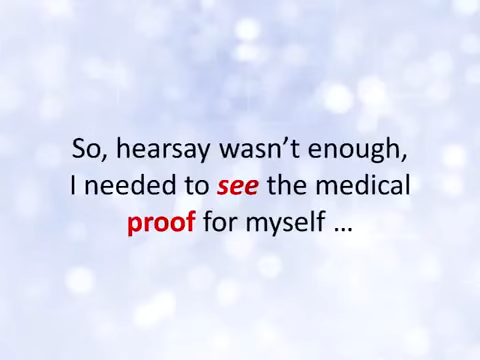 So, hearsay wasn’t enough,
I needed to see the medical
proof for myself …